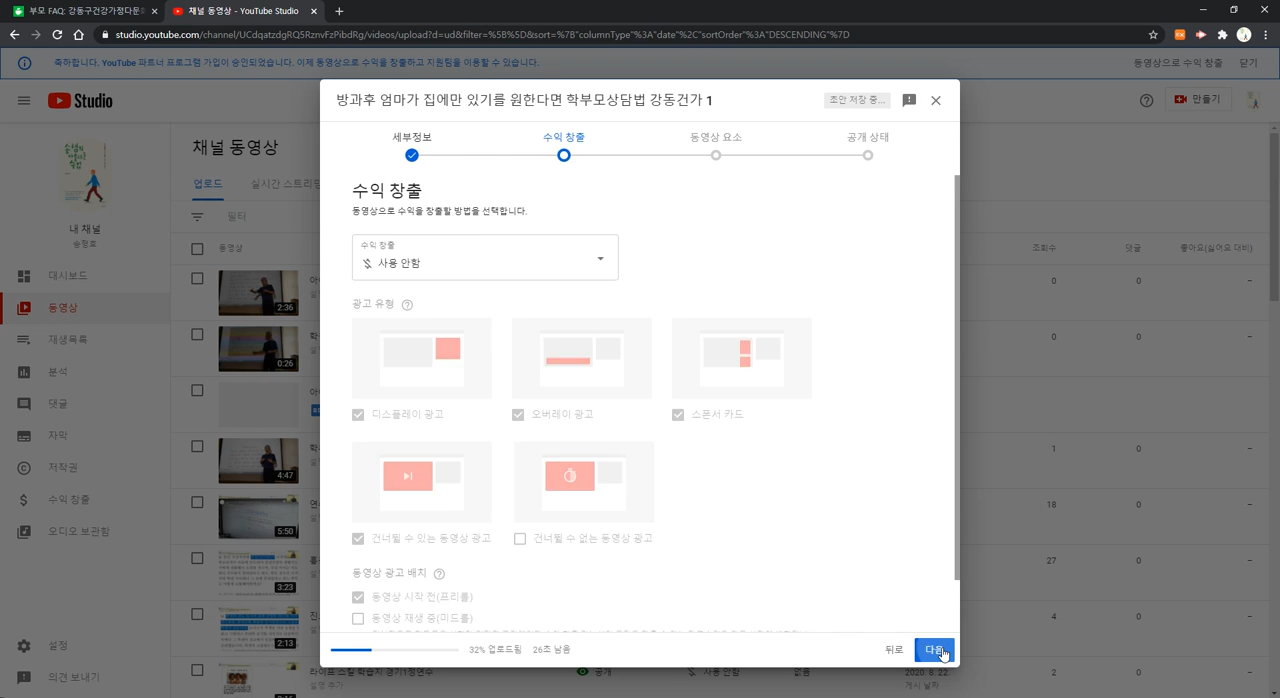 부모 FAQ: 강동구건강가정다문화
채널 동영상 - YouTube Studio
studio.youtube.com/channel/UCdqatzdgRQ5RznvFzPibdRg/videos/upload?d=ud&filter=%5B%5D&sort=%7B"columnType"%3A"date"%2C"sortOrder"%3A"DESCENDING"%7D
축하합니다. YouTube 파트너 프로그램 가입이 승인되었습니다. 이제 동영상으로 수익을 창출하고 지원팀을 이용할 수 있습니다.
동영상으로 수익 창출
닫기
Studio
만들기
방과후 엄마가 집에만 있기를 원한다면 학부모상담법 강동건가 1
초안 저장 중...
세부정보
수익 창출
동영상 요소
공개 상태
내 채널
송형호
대시보드
동영상
재생목록
분석
댓글
자막
저작권
수익 창출
오디오 보관함
설정
의견 보내기
채널 동영상
업로드
실시간 스트리밍
필터
동영상
조회수
댓글
좋아요(싫어요 대비)
2:36
0
0
–
0:26
0
0
–
4:47
1
0
–
5:50
18
0
–
3:23
27
0
–
2:13
4
0
–
라이브 스킬 학습지 경기1정연수
설명 추가
공개
사용 안함
없음
2020. 8. 22.
게시 날짜
2
0
–
수익 창출
동영상으로 수익을 창출할 방법을 선택합니다.
수익 창출
사용 안함
광고 유형
디스플레이 광고
오버레이 광고
스폰서 카드
건너뛸 수 있는 동영상 광고
건너뛸 수 없는 동영상 광고
동영상 광고 배치
동영상 시작 전(프리롤)
동영상 재생 중(미드롤)
32% 업로드됨
26초 남음
뒤로
다음